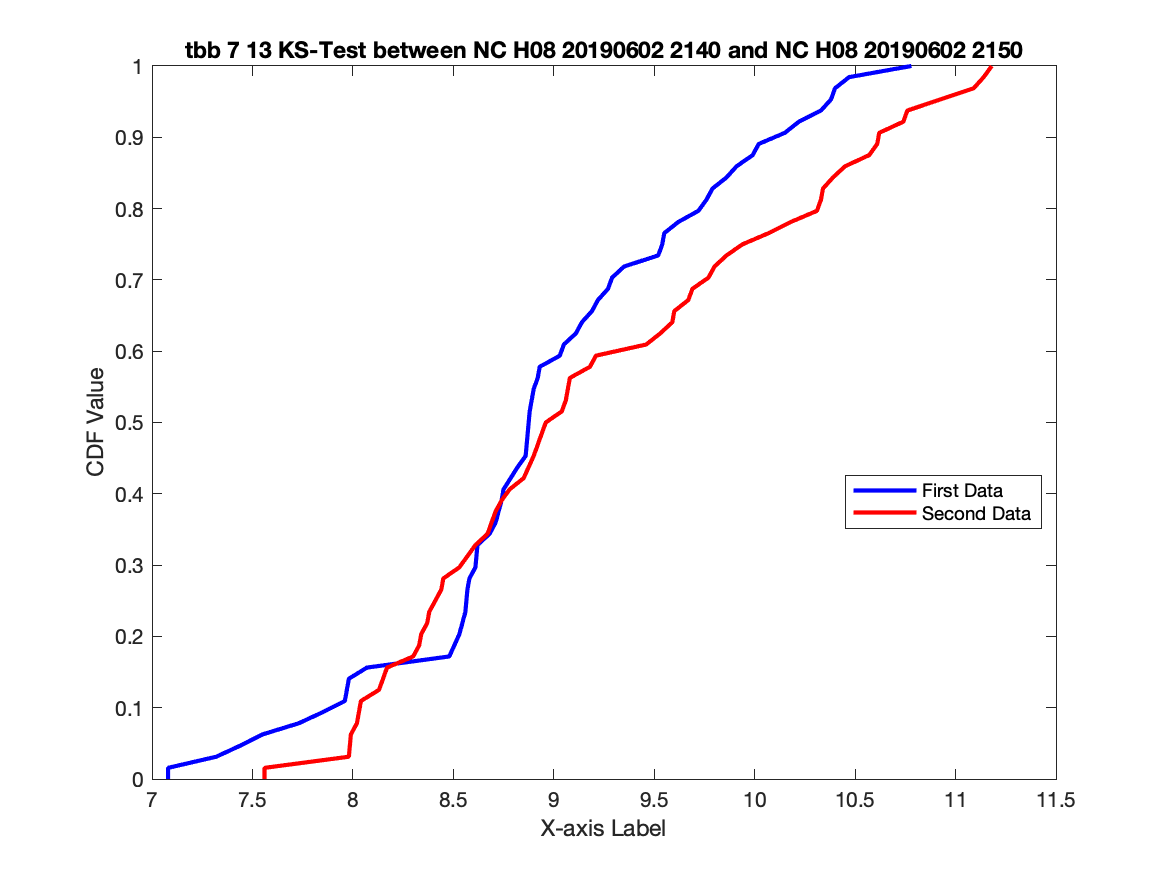 tbb 7 13 KS-Test between NC H08 20190602 2140 and NC H08 20190602 2150
1
0.9
0.8
0.7
0.6
0.5
0.4
0.3
0.2
0.1
0
CDF Value
First Data
Second Data
7 7.5 8 8.5 9 9.5 10 10.5 11 11.5
X-axis Label